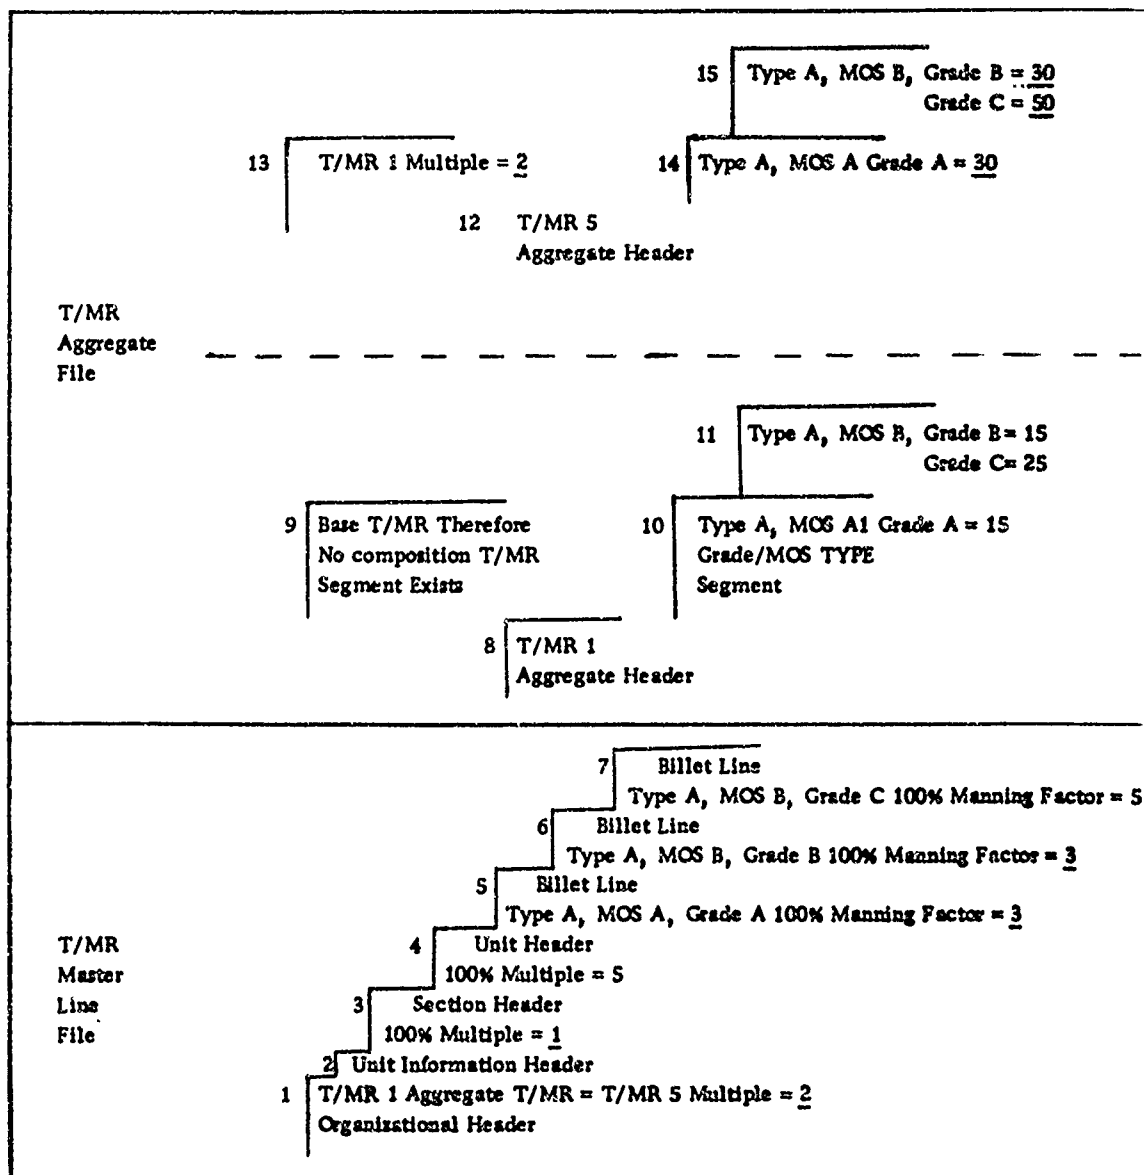 15 Type A, MOS B, Grade B = 30
Grade C = 50
13 T/MR 1 Multiple = 2
14 Type A, MOS A Grade A = 30
12 T/MR 5
Aggregate Header
T/MR
Aggregate
File
11 Type A, MOS B, Grade B= 15
Grade C= 25
9 Base T/MR Therefore
No composition T/MR
Segment Exists
10 Type A, MOS A1 Grade A = 15
Grade/MOS TYPE
Segment
8 T/MR 1
Aggregate Header
7 Billet Line
Type A, MOS B, Grade C 100% Manning Factor = 5
6 Billet Line
Type A, MOS B, Grade B 100% Manning Factor = 3
5 Billet Line
Type A, MOS A, Grade A 100% Manning Factor = 3
T/MR
Master
Line
File
4 Unit Header
100% Multiple = 5
3 Section Header
100% Multiple = 1
2 Unit Information Header
1 T/MR 1 Aggregate T/MR = T/MR 5 Multiple = 2
Organizational Header